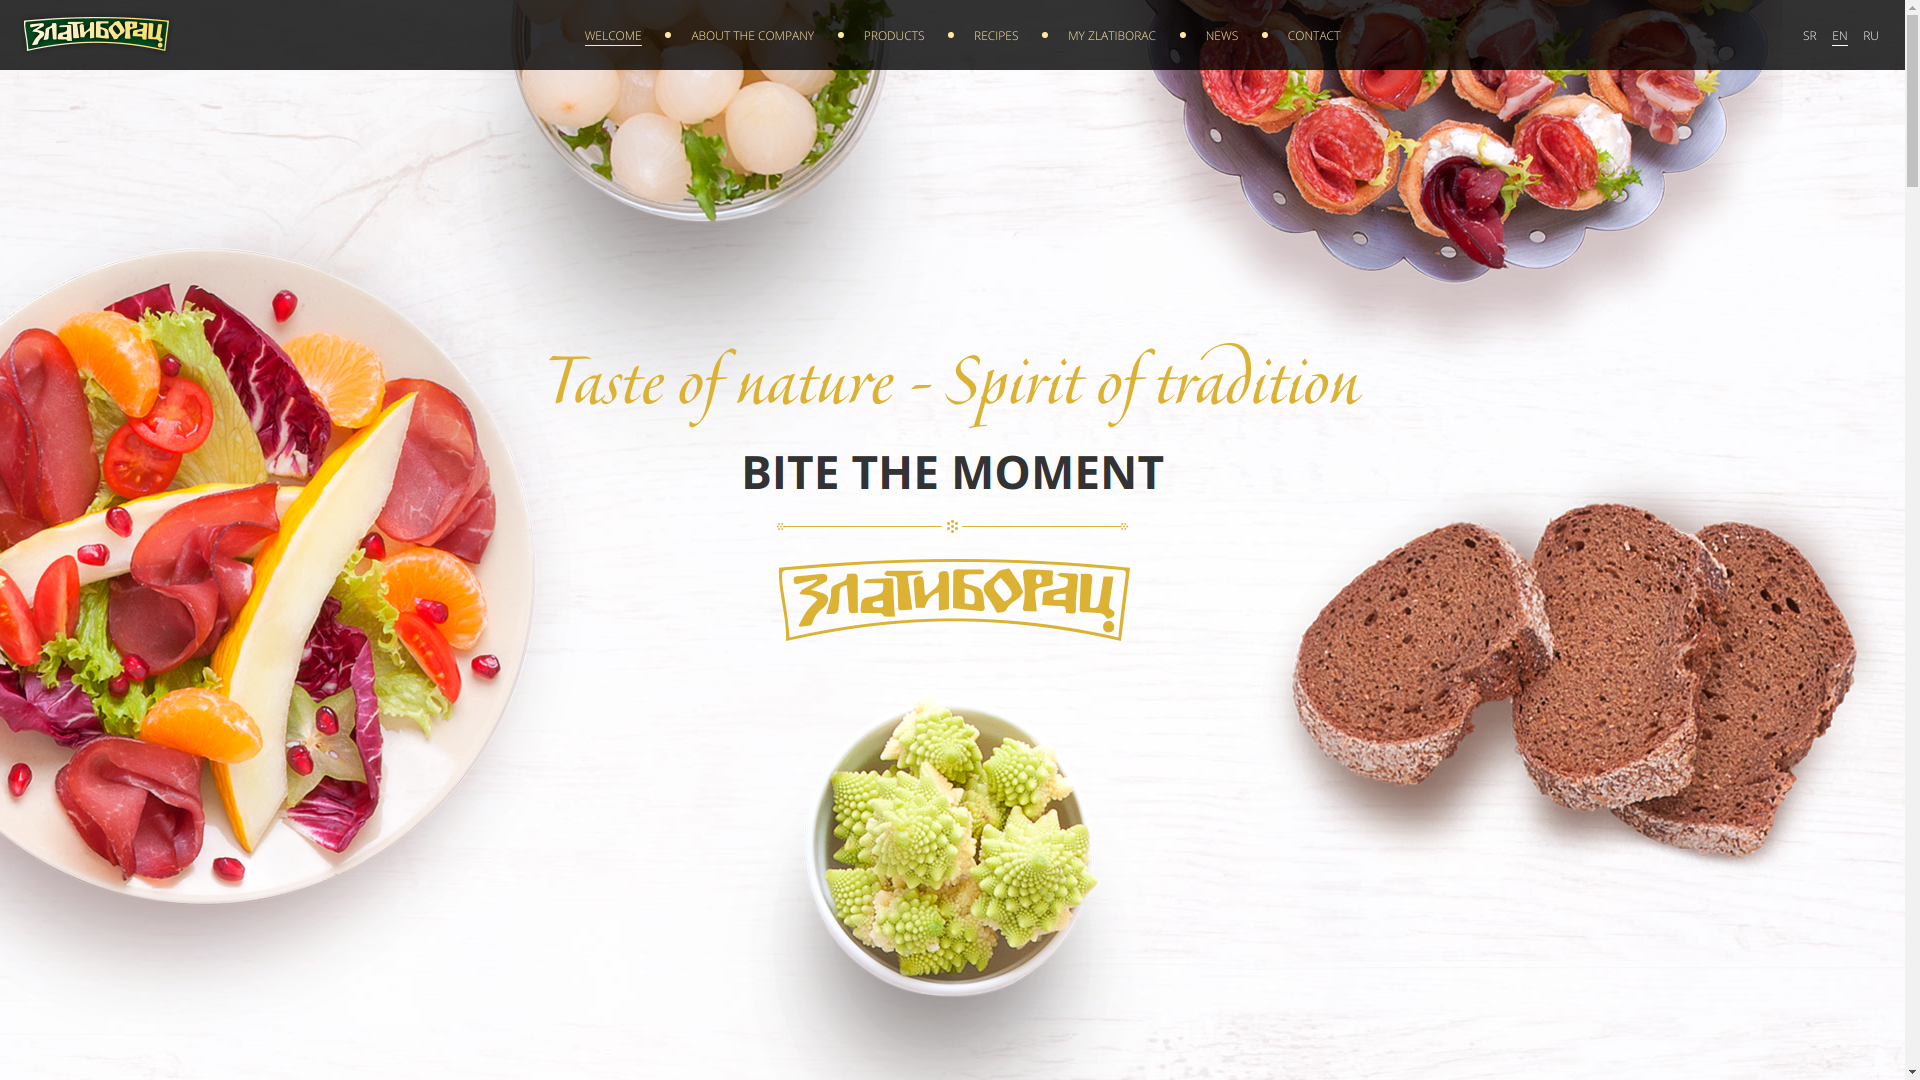 ЗЛАТИБОРАЦ
WELCOME
ABOUT THE COMPANY
PRODUCTS
RECIPES
MY ZLATIBORAC
NEWS
CONTACT
SR EN RU
Taste of nature - Spirit of tradition
BITE THE MOMENT
ЗЛАТИБОРАЦ